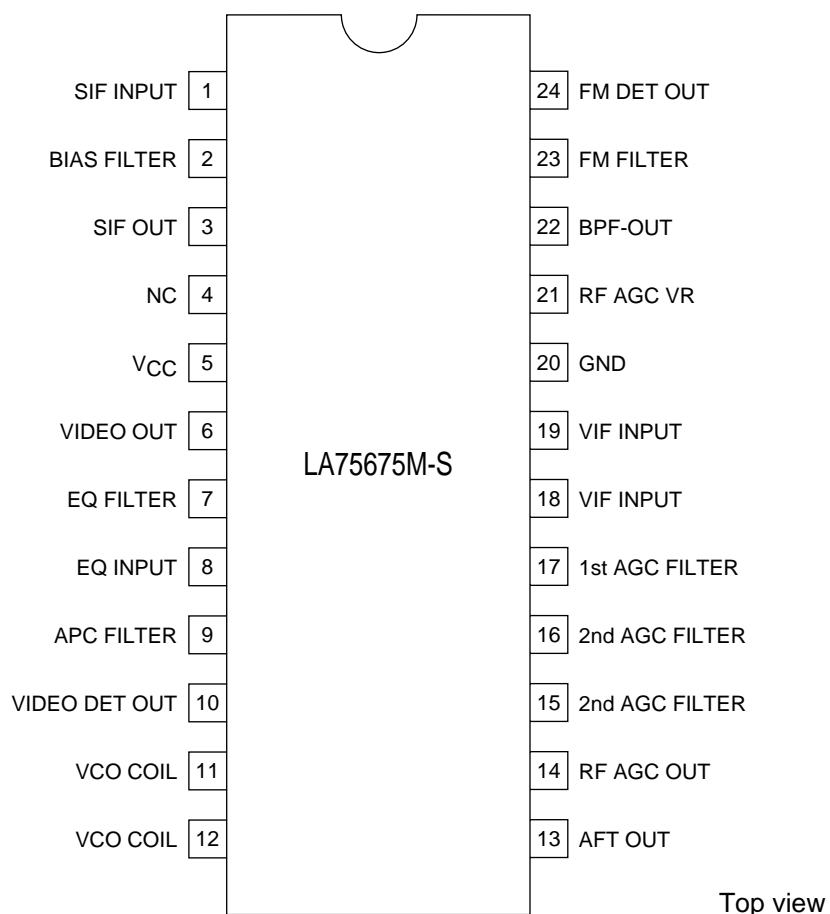 SIF INPUT 1
BIAS FILTER 2
SIF OUT 3
NC 4
VCC 5
VIDEO OUT 6
EQ FILTER 7
EQ INPUT 8
APC FILTER 9
VIDEO DET OUT 10
VCO COIL 11
VCO COIL 12
LA75675M-S
24 FM DET OUT
23 FM FILTER
22 BPF-OUT
21 RF AGC VR
20 GND
19 VIF INPUT
18 VIF INPUT
17 1st AGC FILTER
16 2nd AGC FILTER
15 2nd AGC FILTER
14 RF AGC OUT
13 AFT OUT
Top view